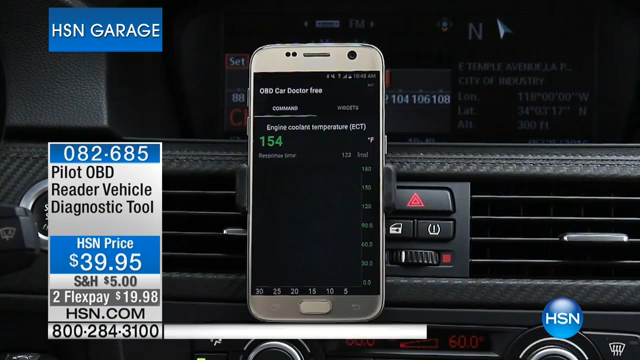 HSN GARAGE
082-685
Pilot OBD
Reader Vehicle
Diagnostic Tool
HSN Price
$39.95
S&H $5.00
2 Flexpay $19.98
HSN.COM
800-284-3100
10:48 AM
OBD Car Doctor free
COMMAND WIDGETS
Engine coolant temperature (ECT)
154 °F
Response time: 123 [ms]
180
150
120
90.0
60.0
30.0
0.0
30 25 20 15 10 5
FM
Set
88
102 104 106 108
N
E TEMPLE AVENUE,LA P...
CITY OF INDUSTRY
Lon. 118°00'00"W
Lat. 34°03'17"N
Alt. 300 ft
60.0°
HSN